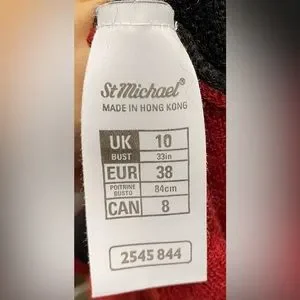 St Michael®
MADE IN HONG KONG
UK 10
BUST 33in
EUR 38
POITRINE BUSTO 84cm
CAN 8
2545 844